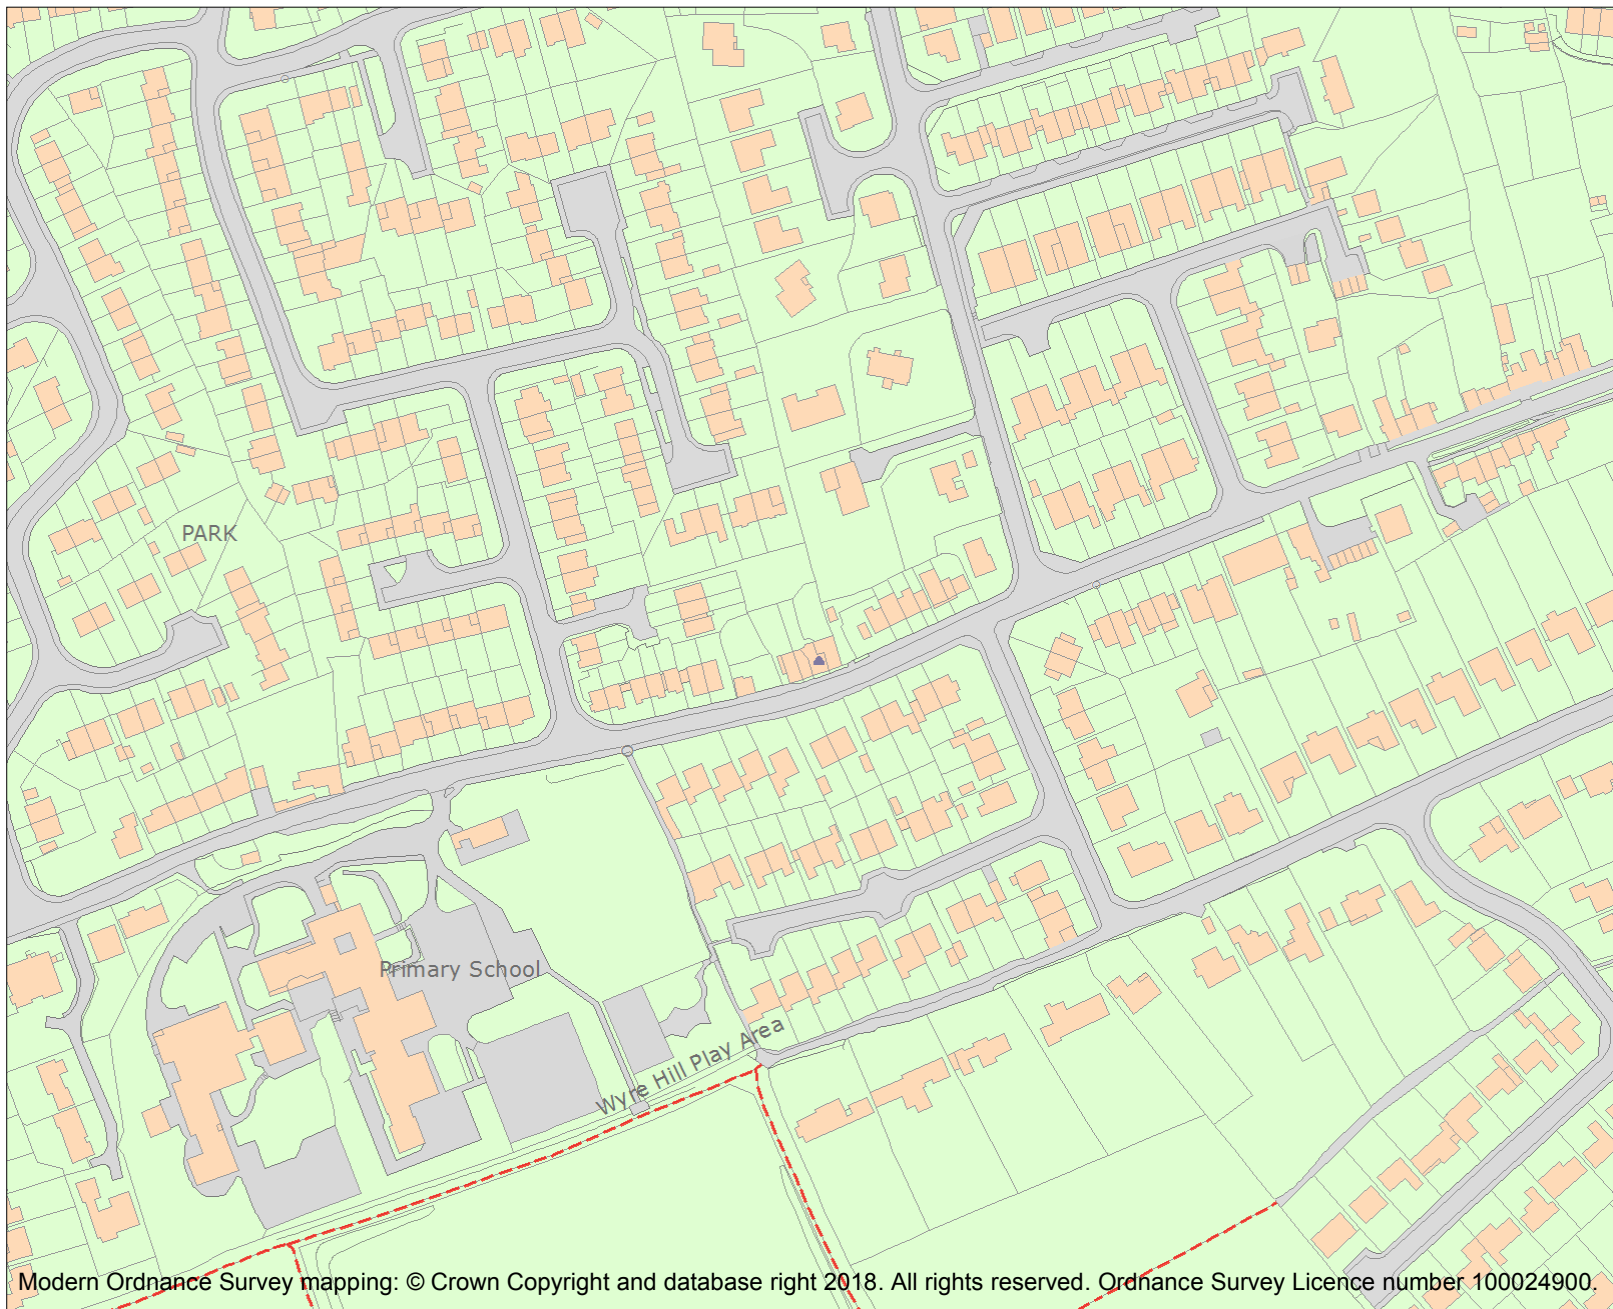 PARK
Primary School
Wyre Hill Play Area
Modern Ordnance Survey mapping: © Crown Copyright and database right 2018. All rights reserved. Ordnance Survey Licence number 100024900.